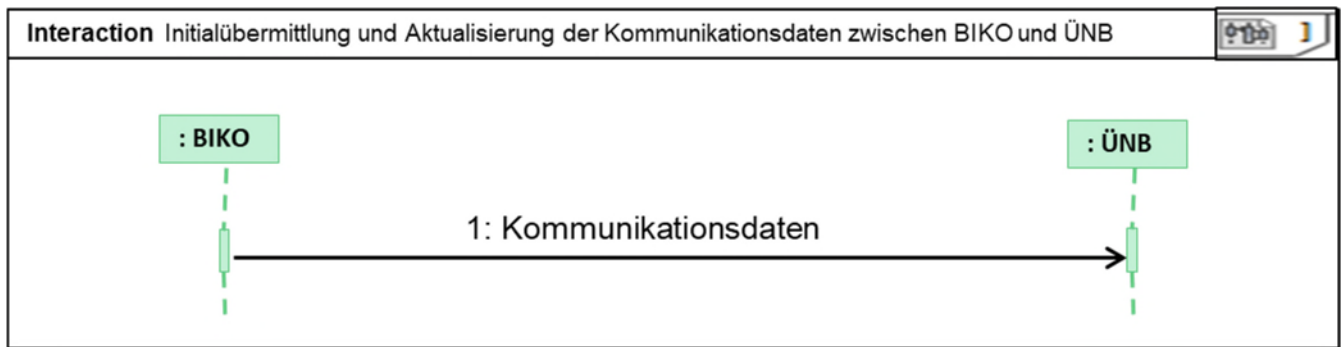 Interaction Initialübermittlung und Aktualisierung der Kommunikationsdaten zwischen BIKO und ÜNB
: BIKO
: ÜNB
1: Kommunikationsdaten